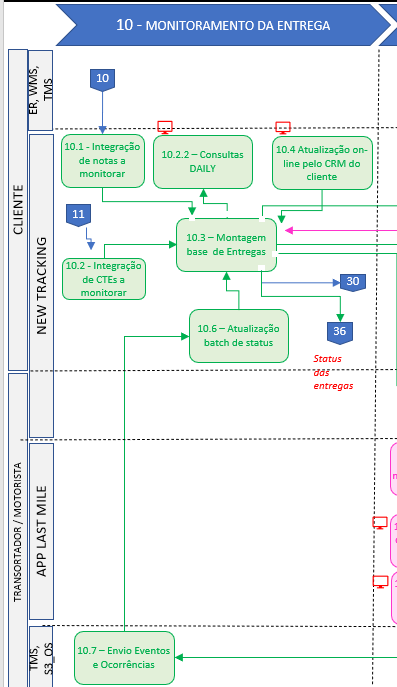 10 - MONITORAMENTO DA ENTREGA
CLIENTE
ER, WMS,
TMS
10
NEW TRACKING
10.1 - Integração
de notas a
monitorar
10.2.2 – Consultas
DAILY
10.4 Atualização on-
line pelo CRM do
cliente
11
10.3 – Montagem
base de Entregas
10.2 - Integração
de CTEs a
monitorar
30
10.6 – Atualização
batch de status
36
Status
das
entregas
TRANSORTADOR / MOTORISTA
APP LAST MILE
TMS,
S3_OS
10.7 – Envio Eventos
e Ocorrências